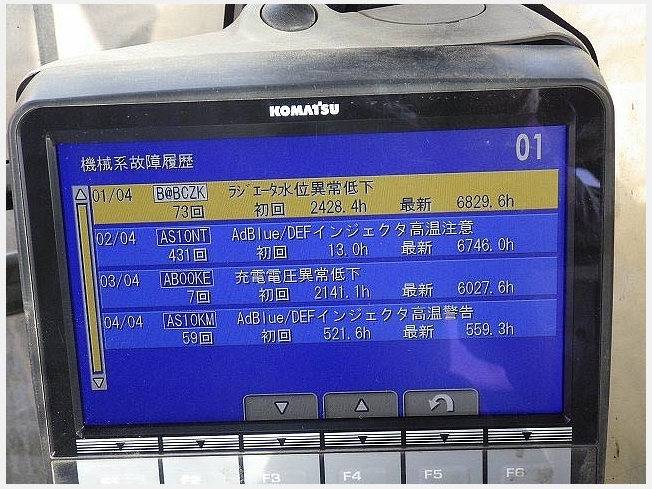 KOMATSU
01
機械系故障履歴
01/04 B@BCZK ラジエータ水位異常低下
73回 初回 2428.4h 最新 6829.6h
02/04 AS10NT AdBlue/DEFインジェクタ高温注意
431回 初回 13.0h 最新 6746.0h
03/04 AB00KE 充電電圧異常低下
7回 初回 2141.1h 最新 6027.6h
04/04 AS10KM AdBlue/DEFインジェクタ高温警告
59回 初回 521.6h 最新 559.3h
F1 F2 F3 F4 F5 F6